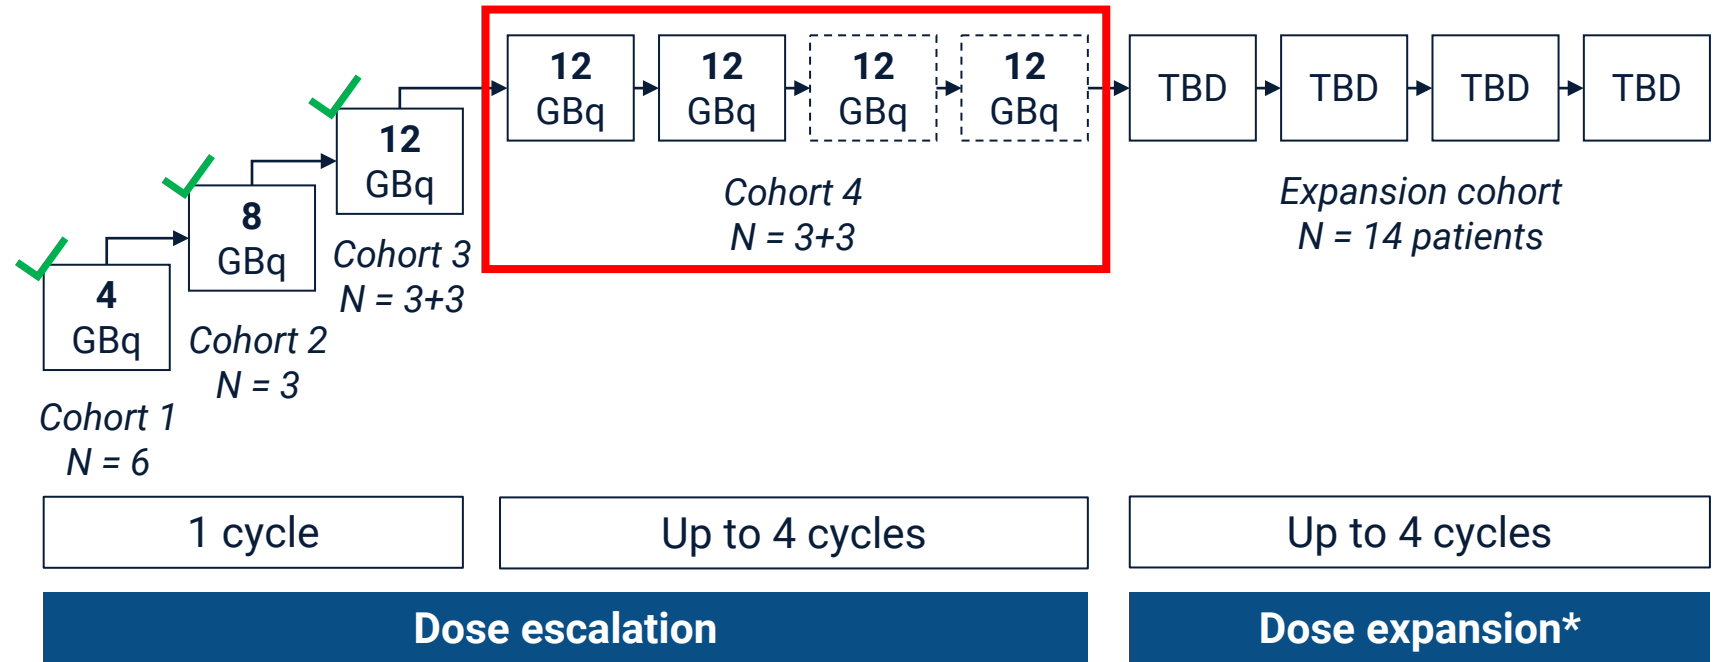 4
GBq
Cohort 1
N = 6
8
GBq
Cohort 2
N = 3
12
GBq
Cohort 3
N = 3+3
12
GBq
12
GBq
12
GBq
12
GBq
Cohort 4
N = 3+3
TBD
TBD
TBD
TBD
Expansion cohort
N = 14 patients
1 cycle
Up to 4 cycles
Up to 4 cycles
Dose escalation
Dose expansion*